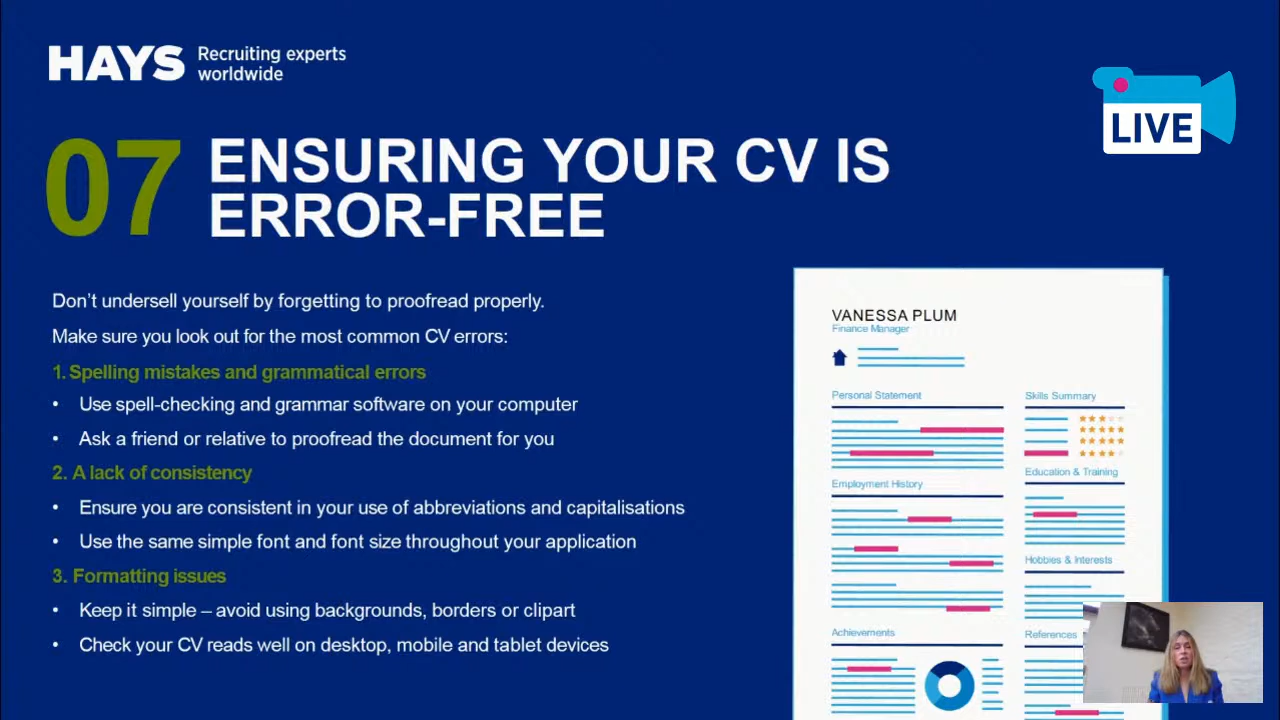 HAYS Recruiting experts
worldwide
LIVE
07 ENSURING YOUR CV IS
ERROR-FREE
Don't undersell yourself by forgetting to proofread properly.
Make sure you look out for the most common CV errors:
1. Spelling mistakes and grammatical errors
• Use spell-checking and grammar software on your computer
• Ask a friend or relative to proofread the document for you
2. A lack of consistency
• Ensure you are consistent in your use of abbreviations and capitalisations
• Use the same simple font and font size throughout your application
3. Formatting issues
• Keep it simple – avoid using backgrounds, borders or clipart
• Check your CV reads well on desktop, mobile and tablet devices
VANESSA PLUM
Finance Manager
Personal Statement
Employment History
Achievements
Skills Summary
Education & Training
Hobbies & Interests
References